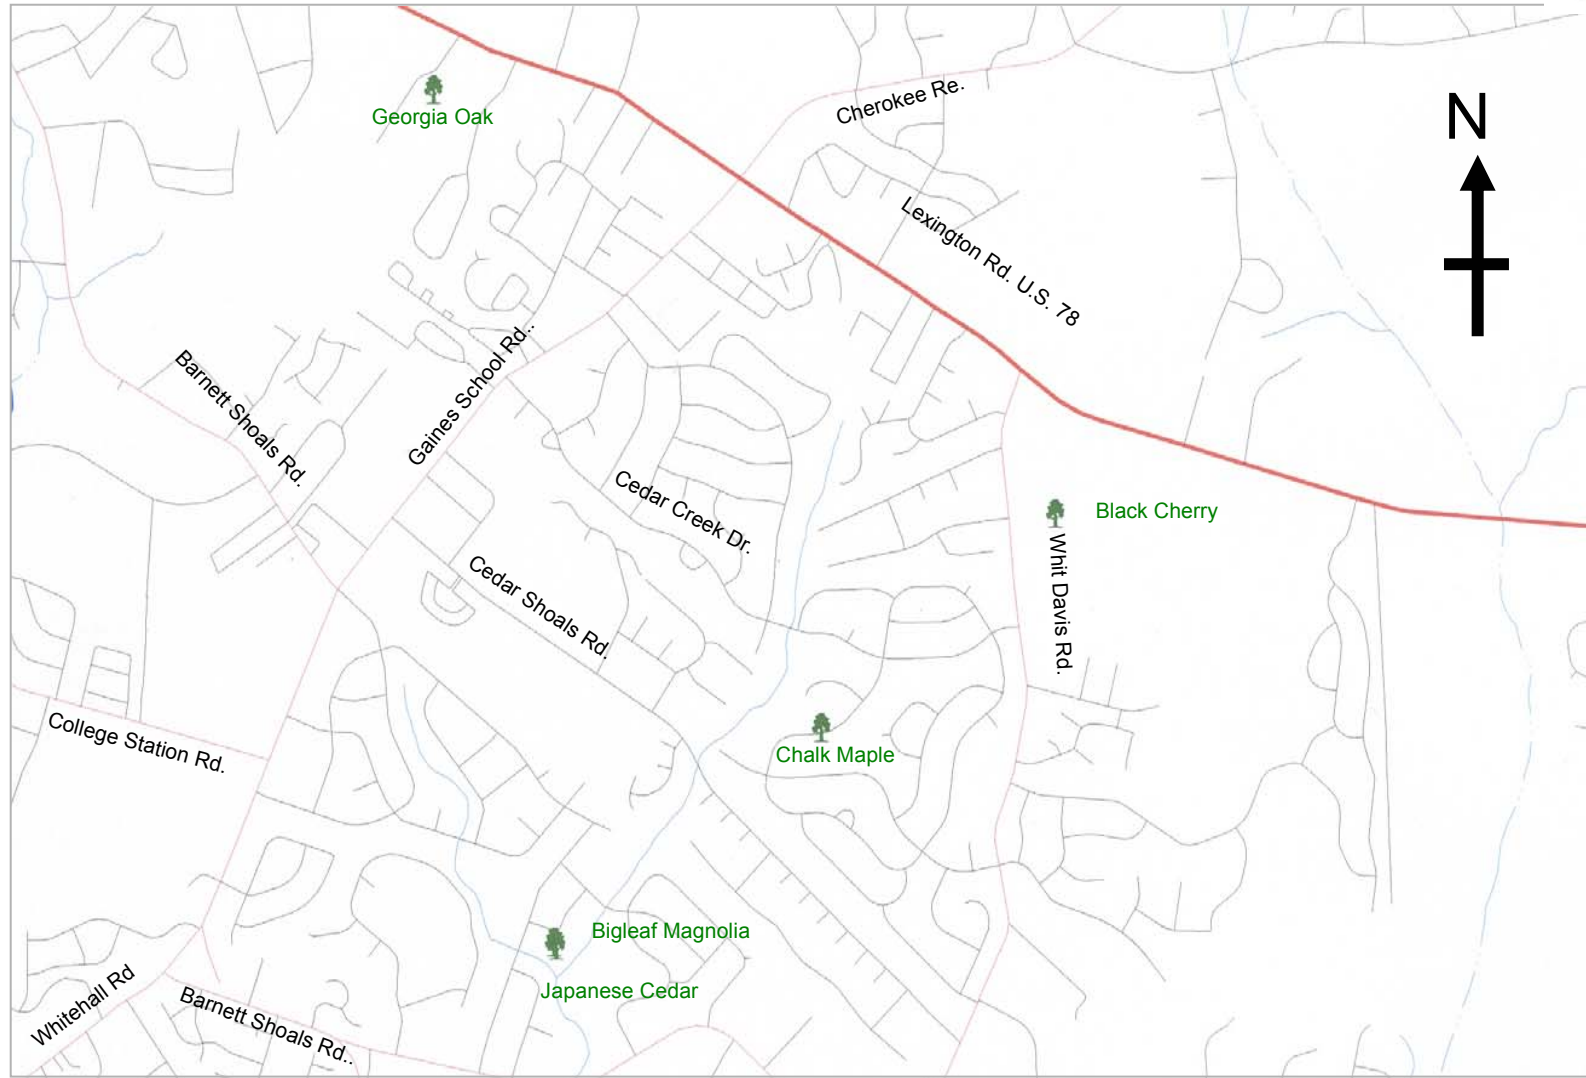 Cherokee Re.
N
Georgia Oak
Lexington Rd. U.S. 78
Barnett Shoals Rd.
Gaines School Rd..
Cedar Creek Dr.
Black Cherry
Cedar Shoals Rd.
Whit Davis Rd.
College Station Rd.
Chalk Maple
Bigleaf Magnolia
Japanese Cedar
Whitehall Rd
Barnett Shoals Rd..